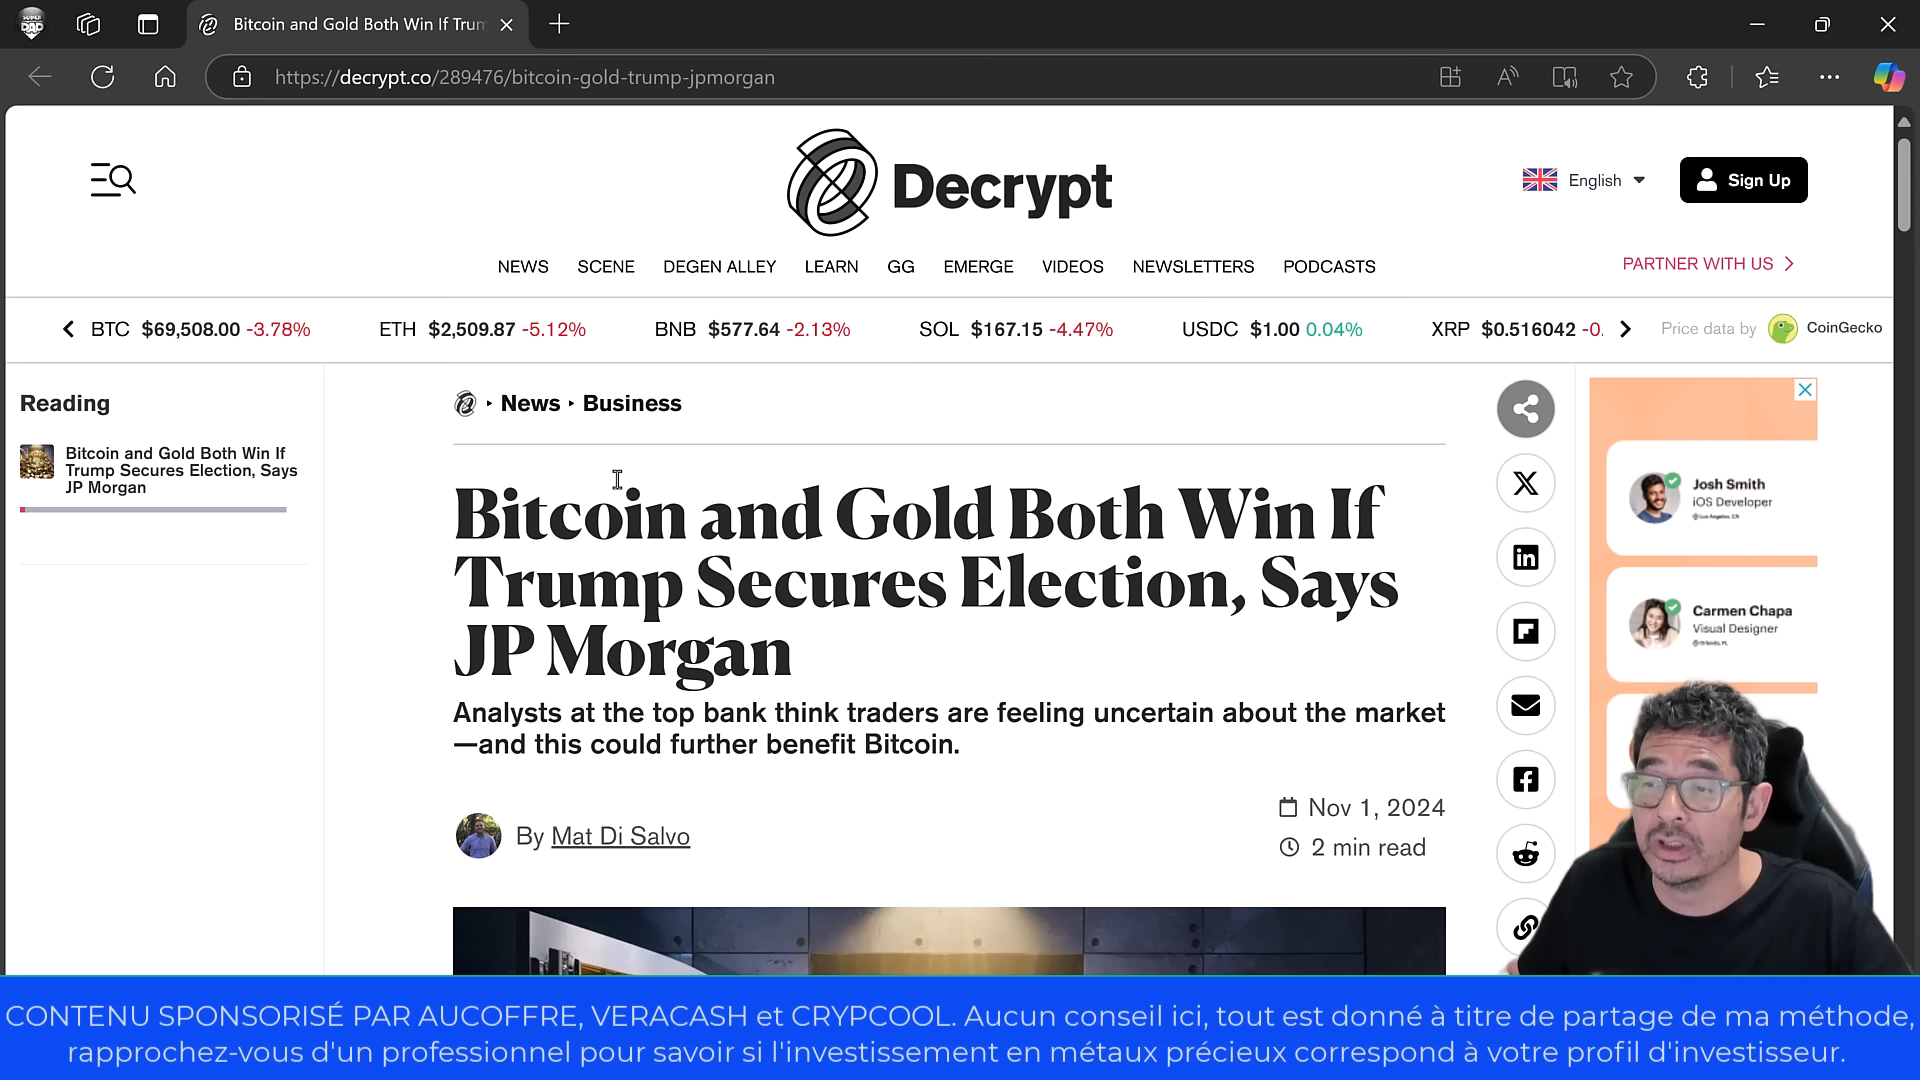 SUPER
DAD
Bitcoin and Gold Both Win If Trum
https://decrypt.co/289476/bitcoin-gold-trump-jpmorgan
Decrypt
English
Sign Up
NEWS SCENE DEGEN ALLEY LEARN GG EMERGE VIDEOS NEWSLETTERS PODCASTS
PARTNER WITH US
BTC $69,508.00 -3.78% ETH $2,509.87 -5.12% BNB $577.64 -2.13% SOL $167.15 -4.47% USDC $1.00 0.04% XRP $0.516042 -0. Price data by CoinGecko
Reading
Bitcoin and Gold Both Win If
Trump Secures Election, Says
JP Morgan
News ‣ Business
Bitcoin and Gold Both Win If
Trump Secures Election, Says
JP Morgan
Analysts at the top bank think traders are feeling uncertain about the market
—and this could further benefit Bitcoin.
By Mat Di Salvo
Nov 1, 2024
2 min read
Josh Smith
iOS Developer
Los Angeles, CA
Carmen Chapa
Visual Designer
Orlando, FL
CONTENU SPONSORISÉ PAR AUCOFFRE, VERACASH et CRYPCOOL. Aucun conseil ici, tout est donné à titre de partage de ma méthode,
rapprochez-vous d'un professionnel pour savoir si l'investissement en métaux précieux correspond à votre profil d'investisseur.